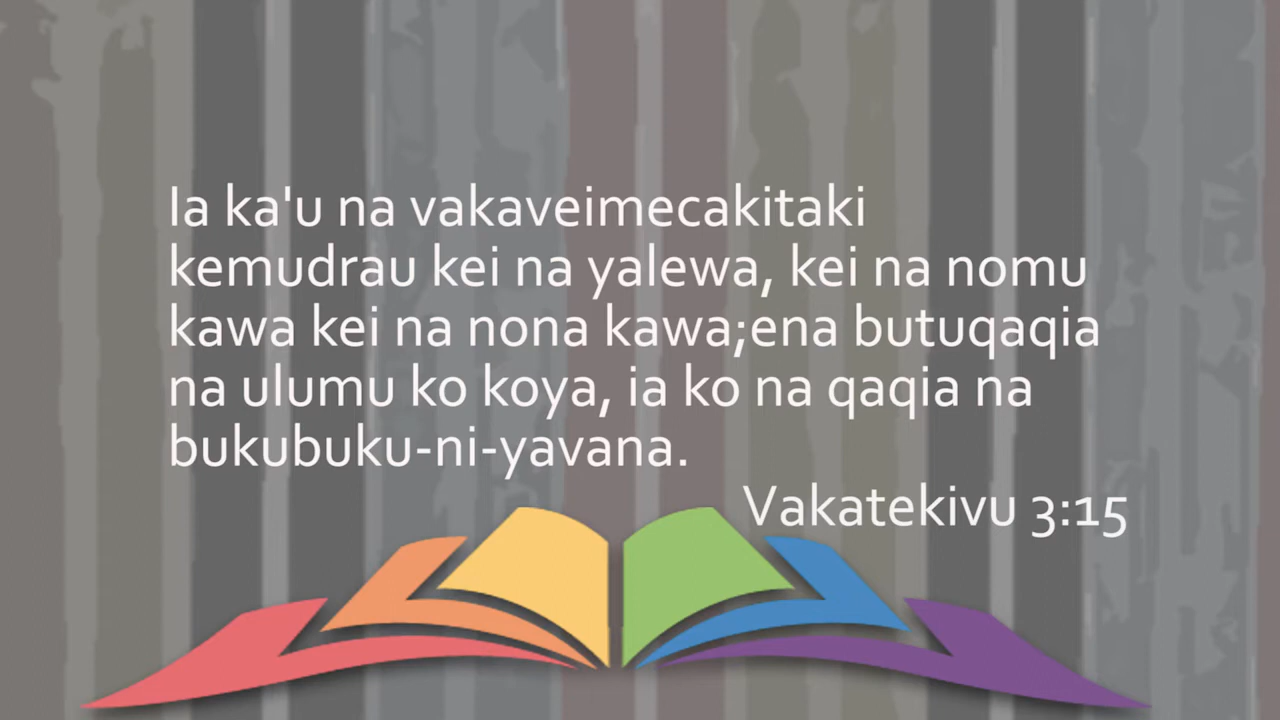 Ia ka'u na vakaveimecakitaki
kemudrau kei na yalewa, kei na nomu
kawa kei na nona kawa;ena butuqaqia
na ulumu ko koya, ia ko na qaqia na
bukubuku-ni-yavana.
Vakatekivu 3:15